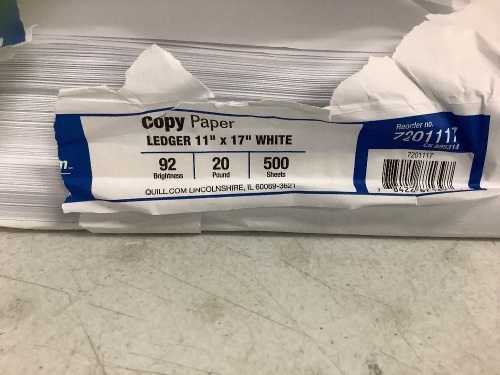 Copy Paper
LEDGER 11" x 17" WHITE
92 20 500
Brightness Pound Sheets
QUILL.COM LINCOLNSHIRE, IL 60069-3621
Reorder no.
7201117
7201117